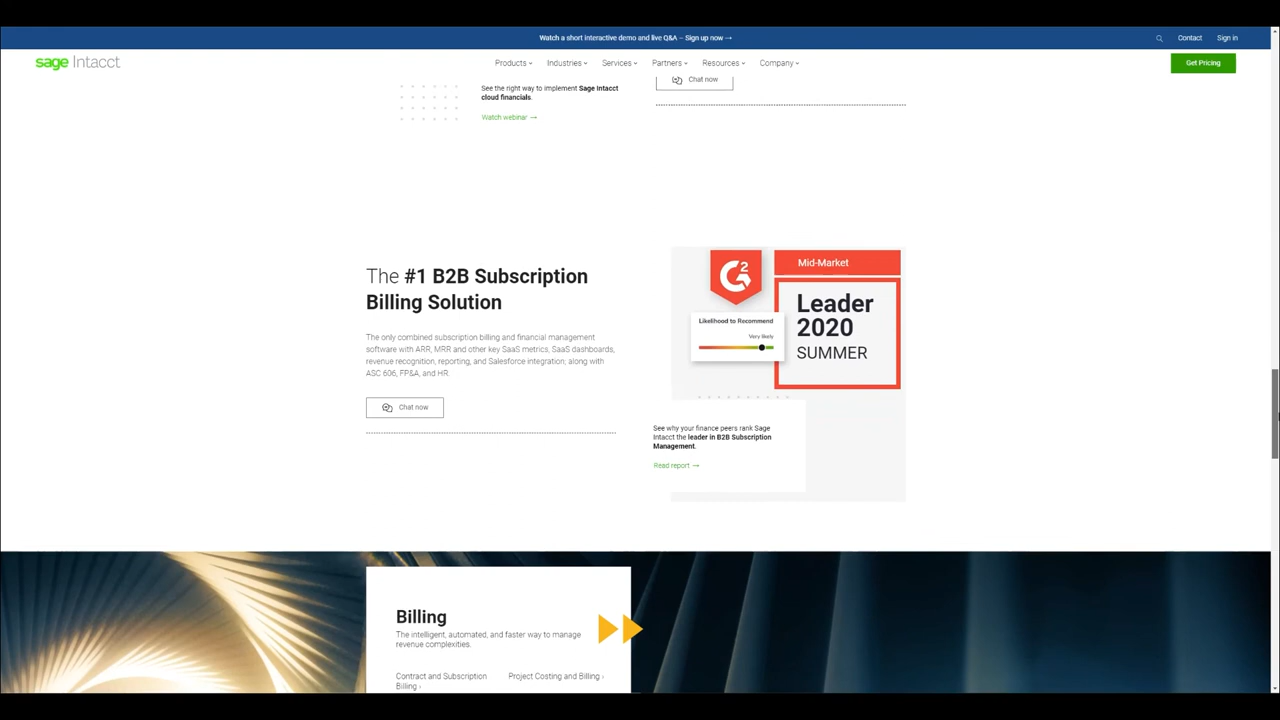 Watch a short interactive demo and live Q&A – Sign up now →
Contact
Sign in
sage Intacct
Products
Industries
Services
Partners
Resources
Company
Get Pricing
See the right way to implement Sage Intacct
cloud financials.
Watch webinar →
Chat now
The #1 B2B Subscription
Billing Solution
The only combined subscription billing and financial management
software with ARR, MRR and other key SaaS metrics, SaaS dashboards,
revenue recognition, reporting, and Salesforce integration; along with
ASC 606, FP&A, and HR.
Chat now
G2
Mid-Market
Leader
2020
SUMMER
Likelihood to Recommend
Very likely
See why your finance peers rank Sage
Intacct the leader in B2B Subscription
Management.
Read report →
Billing
The intelligent, automated, and faster way to manage
revenue complexities.
Contract and Subscription
Billing ›
Project Costing and Billing ›